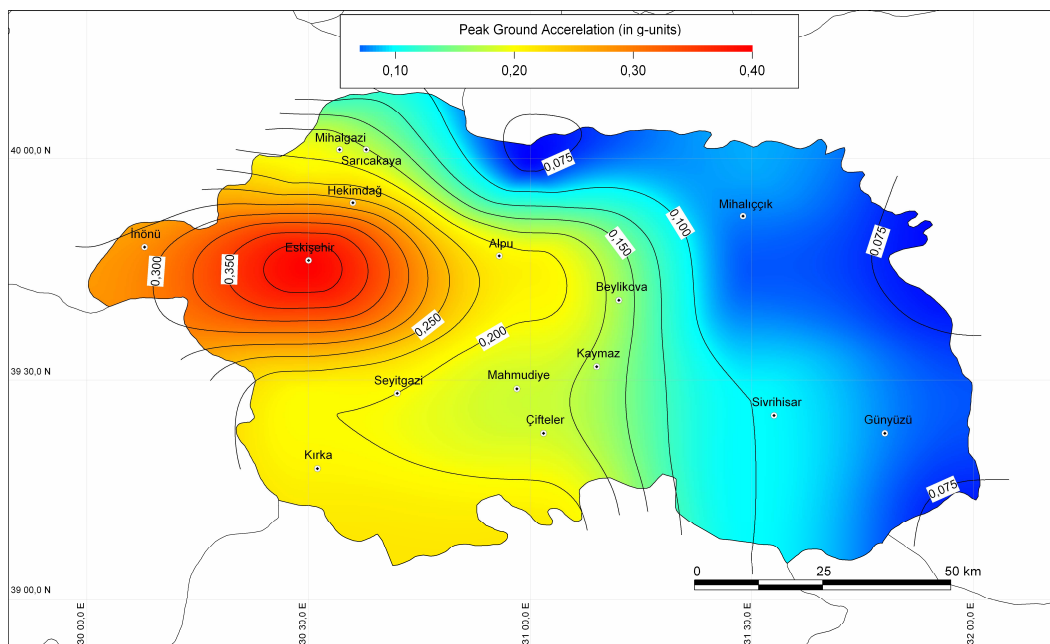 Peak Ground Accerelation (in g-units)
0,10 0,20 0,30 0,40
40 00,0 N
Mihalgazi
Sarıcakaya
0,075
Hekimdağ
Mihalıççık
0,100
İnönü
Eskişehir
Alpu
0,150
0,075
0,300
0,350
Beylikova
0,250
0,200
Kaymaz
39 30,0 N
Seyitgazi
Mahmudiye
Sivrihisar
Çifteler
Günyüzü
Kırka
0,075
0 25 50 km
39 00,0 N
30 00,0 E
30 30,0 E
31 00,0 E
31 30,0 E
32 00,0 E